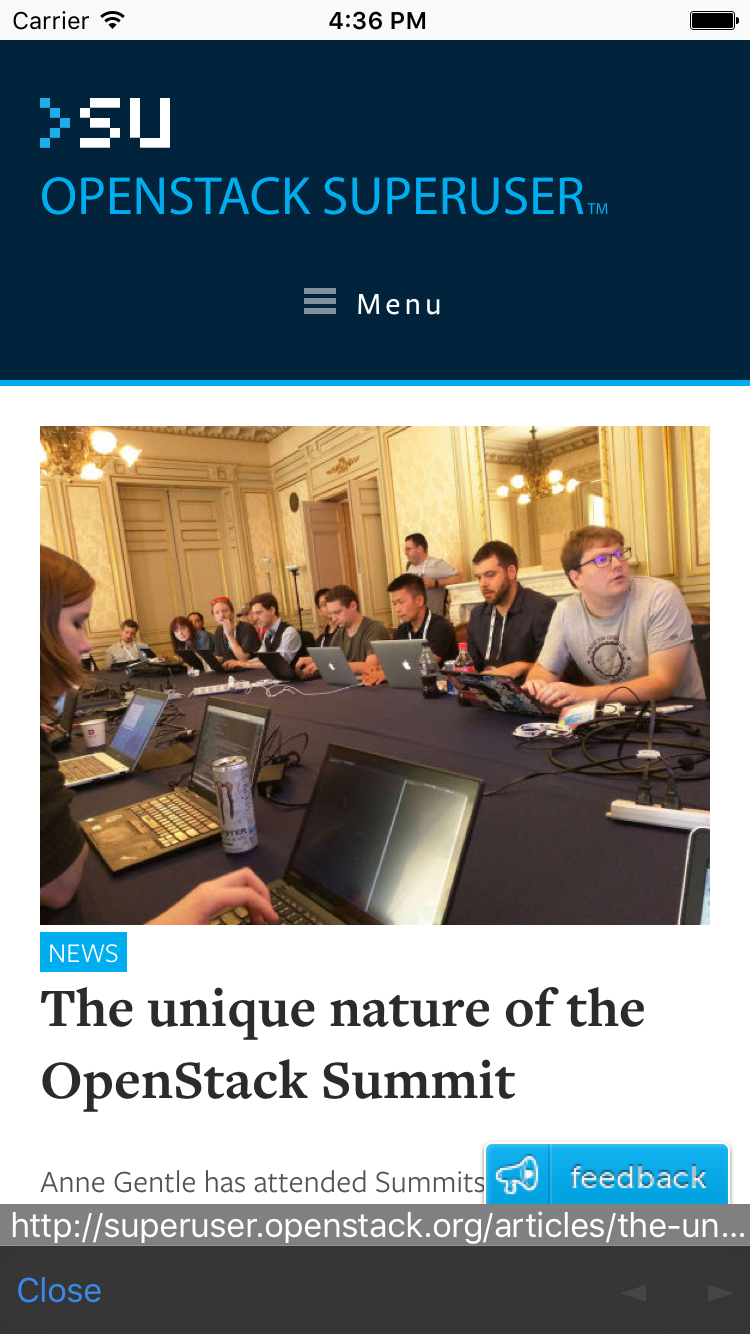 Carrier 4:36 PM
>SU
OPENSTACK SUPERUSER™
Menu
NEWS
The unique nature of the
OpenStack Summit
Anne Gentle has attended Summits
feedback
http://superuser.openstack.org/articles/the-un...
Close